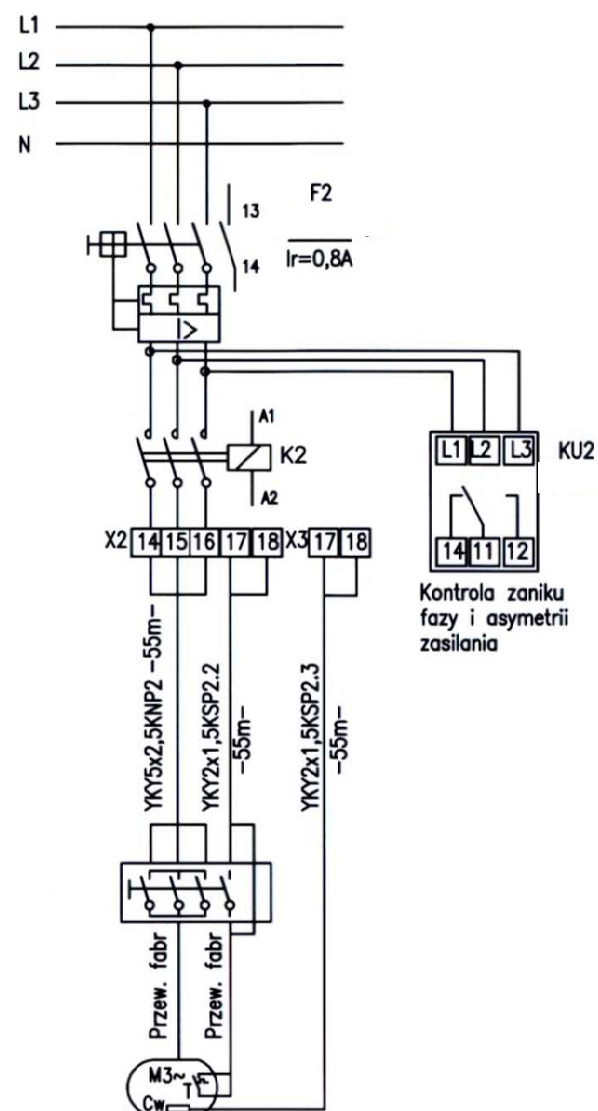 L1
L2
L3
N
13
F2
14
Ir=0,8A
I>
A1
K2
A2
L1 L2 L3 KU2
14 11 12
X2 14 15 16 17 18 X3 17 18
Kontrola zaniku
fazy i asymetrii
zasilania
YKY5x2,5KNP2 -55m-
YKY2x1,5KSP2.2
-55m-
YKY2x1,5KSP2.3
-55m-
Przew. fabr
Przew. fabr
M3~
T
Cw